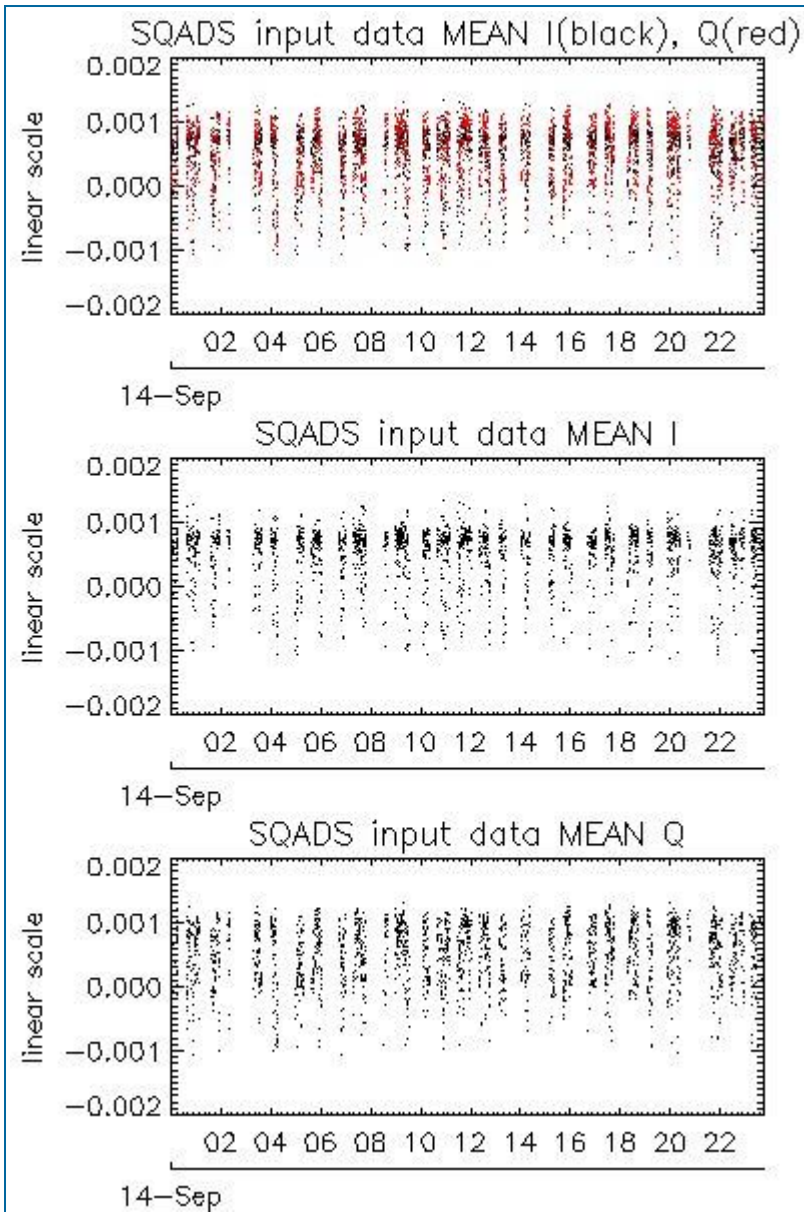 SQADS input data MEAN I(black), Q(red)
linear scale
0.002
0.001
0.000
-0.001
-0.002
02 04 06 08 10 12 14 16 18 20 22
14-Sep
SQADS input data MEAN I
linear scale
0.002
0.001
0.000
-0.001
-0.002
02 04 06 08 10 12 14 16 18 20 22
14-Sep
SQADS input data MEAN Q
linear scale
0.002
0.001
0.000
-0.001
-0.002
02 04 06 08 10 12 14 16 18 20 22
14-Sep